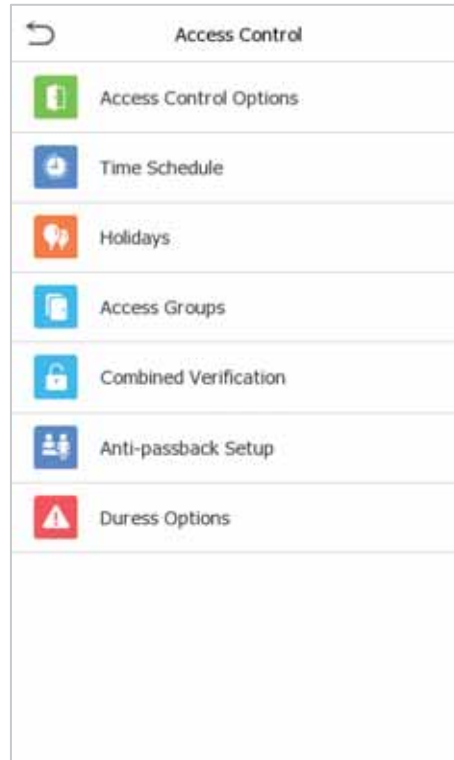 Access Control
Access Control Options
Time Schedule
Holidays
Access Groups
Combined Verification
Anti-passback Setup
Duress Options